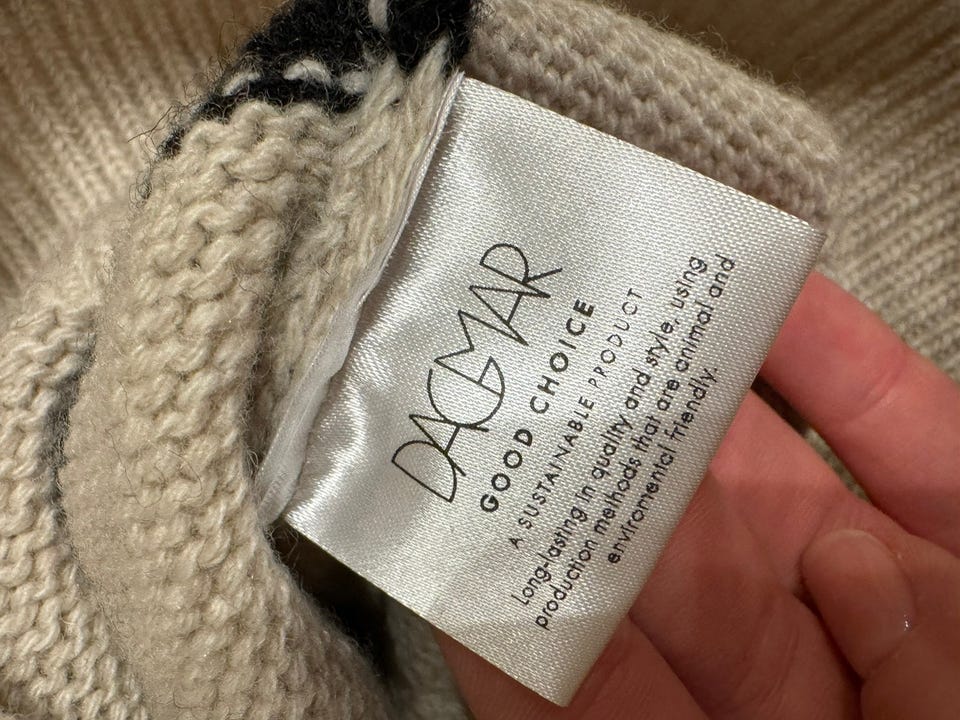 DAGMAR
GOOD CHOICE
A SUSTAINABLE PRODUCT
Long-lasting in quality and style, using
production methods that are animal and
enviromental friendly.